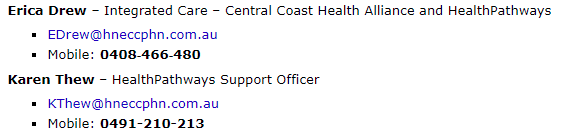 Erica Drew – Integrated Care – Central Coast Health Alliance and HealthPathways
▪ EDrew@hneccphn.com.au
▪ Mobile: 0408-466-480
Karen Thew – HealthPathways Support Officer
▪ KThew@hneccphn.com.au
▪ Mobile: 0491-210-213